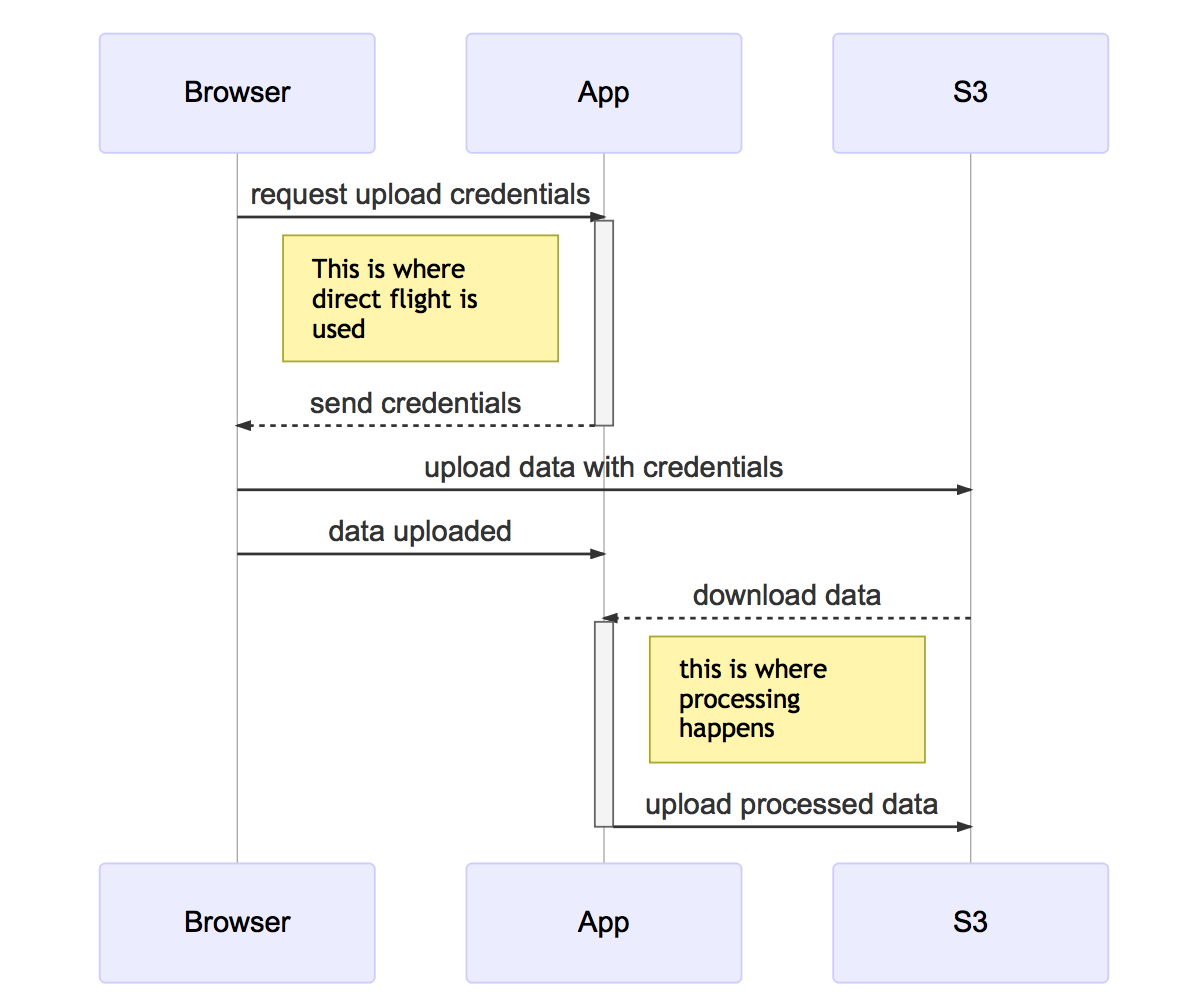 Browser
App
S3
request upload credentials
This is where
direct flight is
used
send credentials
upload data with credentials
data uploaded
download data
this is where
processing
happens
upload processed data
Browser
App
S3